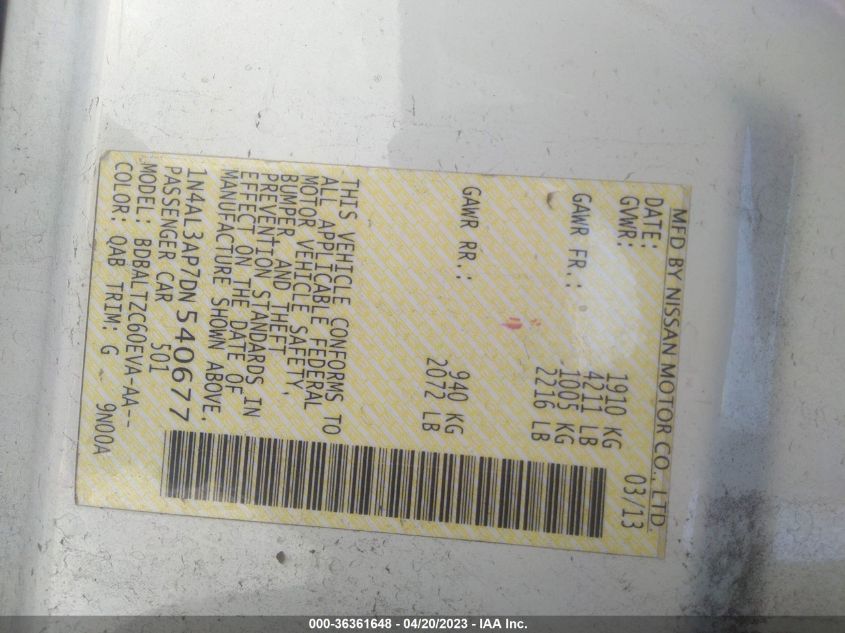 MFD BY NISSAN MOTOR CO., LTD.
DATE: 03/13
GVWR: 1910 KG
4211 LB
GAWR FR.: 1005 KG
2216 LB
GAWR RR.: 940 KG
2072 LB
THIS VEHICLE CONFORMS TO
ALL APPLICABLE FEDERAL
MOTOR VEHICLE SAFETY,
BUMPER AND THEFT
PREVENTION STANDARDS IN
EFFECT ON THE DATE OF
MANUFACTURE SHOWN ABOVE.
1N4AL3AP7DN540677
PASSENGER CAR 501
MODEL: BDBALTZC60EVA-AA--
COLOR: QAB TRIM: G 9N00A
000-36361648 - 04/20/2023 - IAA Inc.